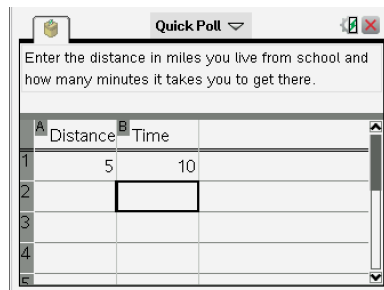 Quick Poll
Enter the distance in miles you live from school and
how many minutes it takes you to get there.
A Distance B Time
1 5 10
2
3
4
5